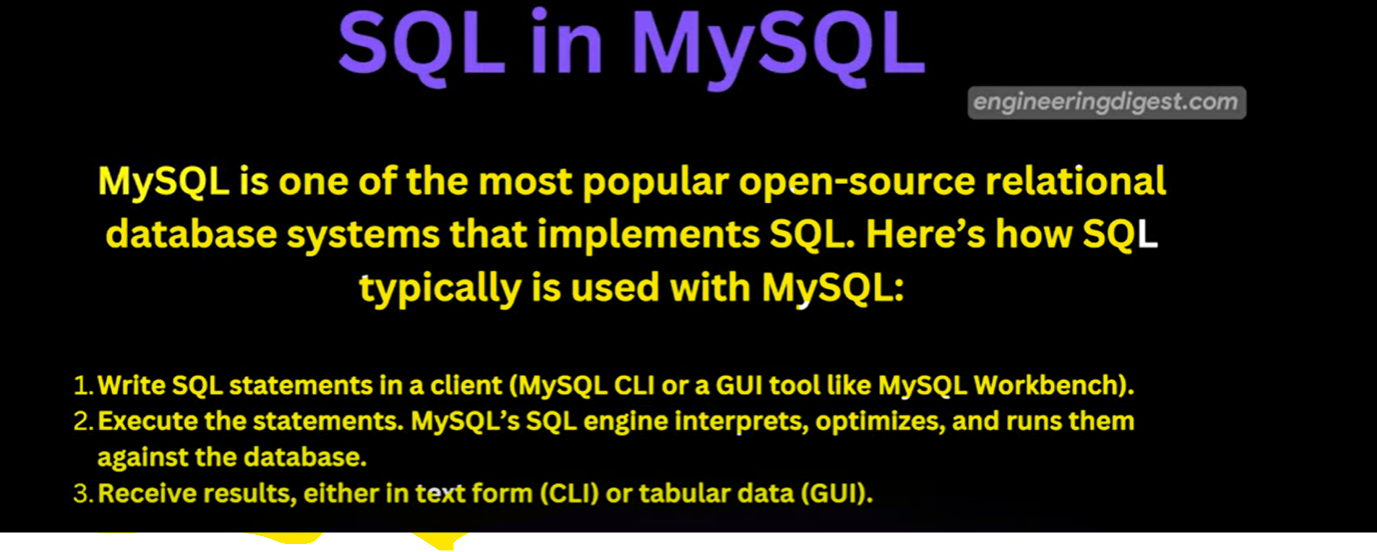 SQL in MySQL
engineeringdigest.com
MySQL is one of the most popular open-source relational
database systems that implements SQL. Here’s how SQL
typically is used with MySQL:
1. Write SQL statements in a client (MySQL CLI or a GUI tool like MySQL Workbench).
2. Execute the statements. MySQL’s SQL engine interprets, optimizes, and runs them
against the database.
3. Receive results, either in text form (CLI) or tabular data (GUI).